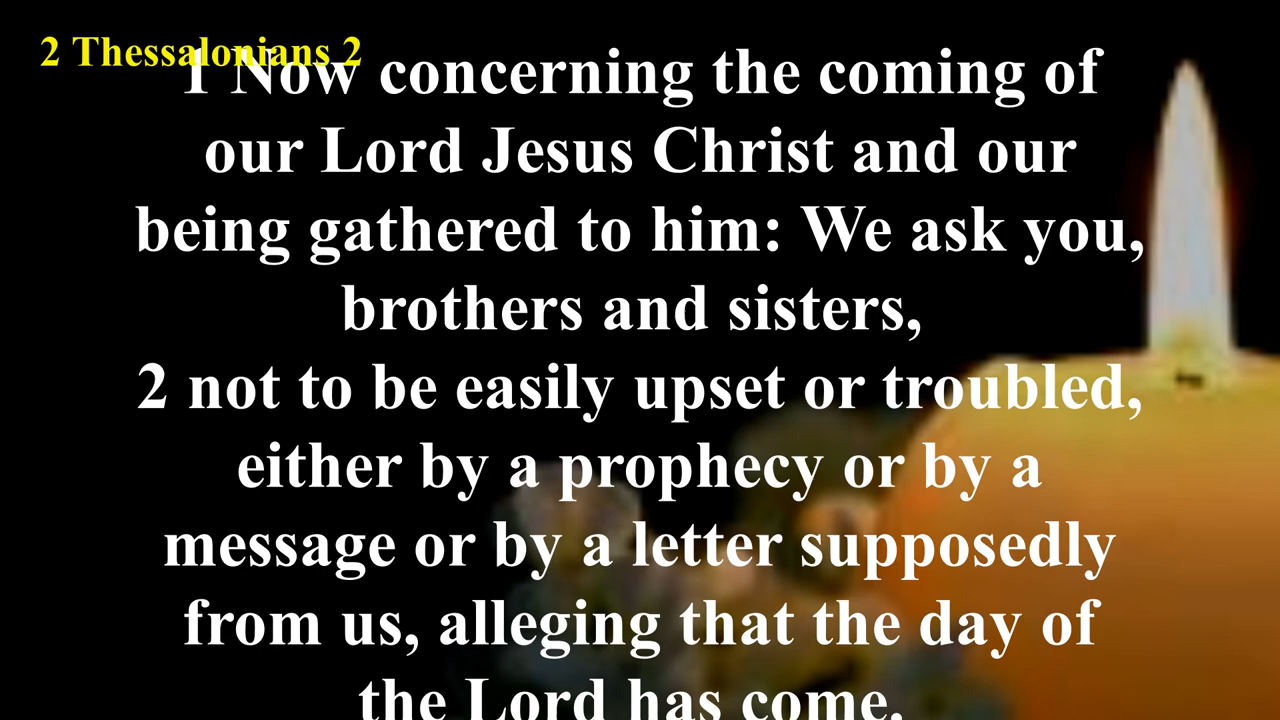 2 Thessalonians 2
1 Now concerning the coming of
our Lord Jesus Christ and our
being gathered to him: We ask you,
brothers and sisters,
2 not to be easily upset or troubled,
either by a prophecy or by a
message or by a letter supposedly
from us, alleging that the day of
the Lord has come.